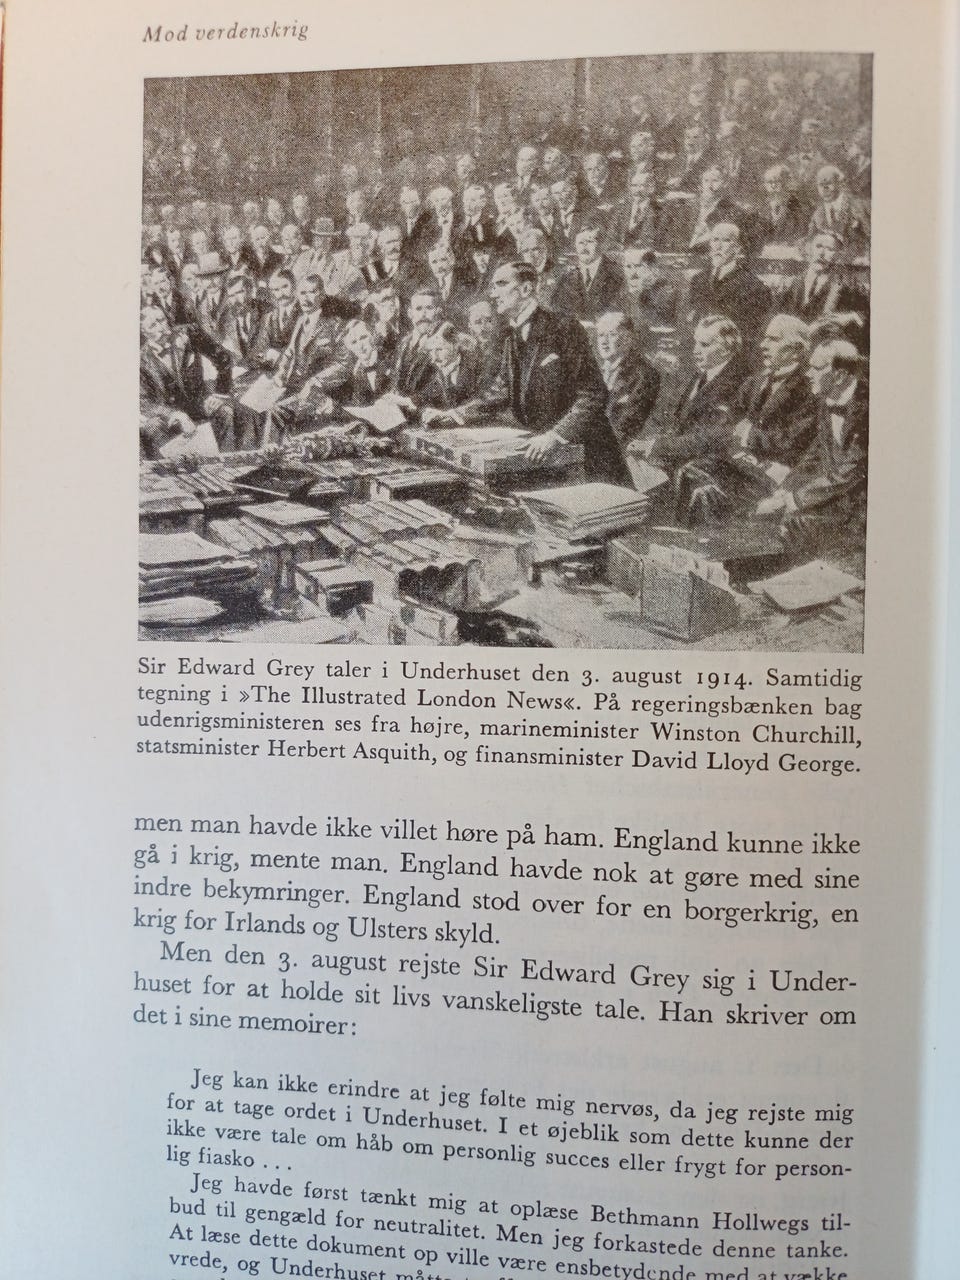 Mod verdenskrig
Sir Edward Grey taler i Underhuset den 3. august 1914. Samtidig
tegning i »The Illustrated London News«. På regeringsbænken bag
udenrigsministeren ses fra højre, marineminister Winston Churchill,
statsminister Herbert Asquith, og finansminister David Lloyd George.
men man havde ikke villet høre på ham. England kunne ikke
gå i krig, mente man. England havde nok at gøre med sine
indre bekymringer. England stod over for en borgerkrig, en
krig for Irlands og Ulsters skyld.
Men den 3. august rejste Sir Edward Grey sig i Under-
huset for at holde sit livs vanskeligste tale. Han skriver om
det i sine memoirer:
Jeg kan ikke erindre at jeg følte mig nervøs, da jeg rejste mig
for at tage ordet i Underhuset. I et øjeblik som dette kunne der
ikke være tale om håb om personlig succes eller frygt for person-
lig fiasko ...
Jeg havde først tænkt mig at oplæse Bethmann Hollwegs til-
bud til gengæld for neutralitet. Men jeg forkastede denne tanke.
At læse dette dokument op ville være ensbetydende med at vække
vrede, og Underhuset